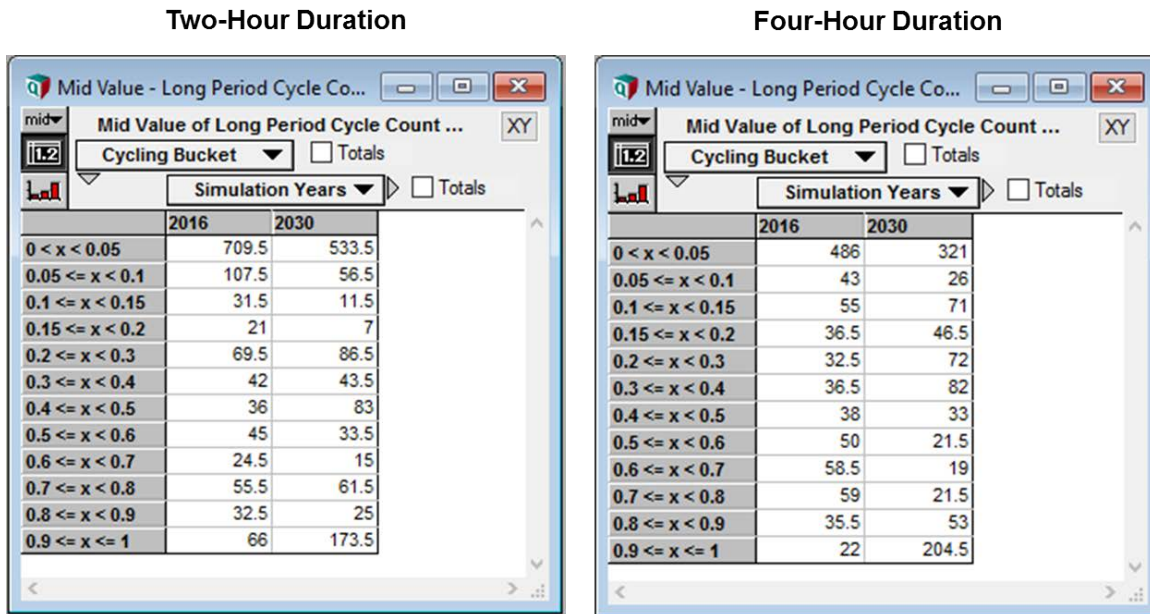 Two-Hour Duration
Mid Value - Long Period Cycle Co...
mid
Mid Value of Long Period Cycle Count ...
XY
1.2
Cycling Bucket
Totals
Simulation Years
Totals
2016 2030
0 < x < 0.05 709.5 533.5
0.05 <= x < 0.1 107.5 56.5
0.1 <= x < 0.15 31.5 11.5
0.15 <= x < 0.2 21 7
0.2 <= x < 0.3 69.5 86.5
0.3 <= x < 0.4 42 43.5
0.4 <= x < 0.5 36 83
0.5 <= x < 0.6 45 33.5
0.6 <= x < 0.7 24.5 15
0.7 <= x < 0.8 55.5 61.5
0.8 <= x < 0.9 32.5 25
0.9 <= x <= 1 66 173.5
Four-Hour Duration
Mid Value - Long Period Cycle Co...
mid
Mid Value of Long Period Cycle Count ...
XY
1.2
Cycling Bucket
Totals
Simulation Years
Totals
2016 2030
0 < x < 0.05 486 321
0.05 <= x < 0.1 43 26
0.1 <= x < 0.15 55 71
0.15 <= x < 0.2 36.5 46.5
0.2 <= x < 0.3 32.5 72
0.3 <= x < 0.4 36.5 82
0.4 <= x < 0.5 38 33
0.5 <= x < 0.6 50 21.5
0.6 <= x < 0.7 58.5 19
0.7 <= x < 0.8 59 21.5
0.8 <= x < 0.9 35.5 53
0.9 <= x <= 1 22 204.5